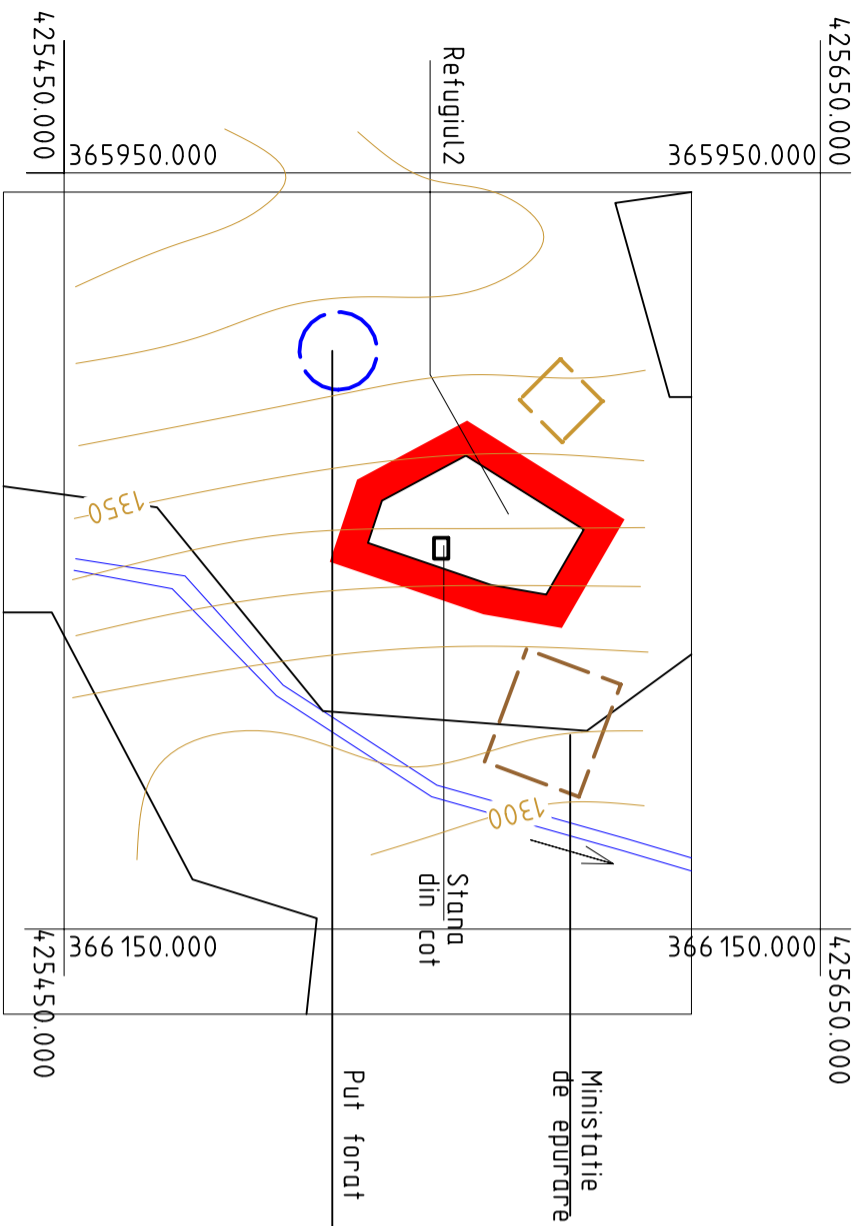 425450.000
425650.000
Refugiul2
365950.000
365950.000
1350
1300
Stana
din cot
366 150.000
366 150.000
425450.000
425650.000
Put forat
Ministatie
de epurare